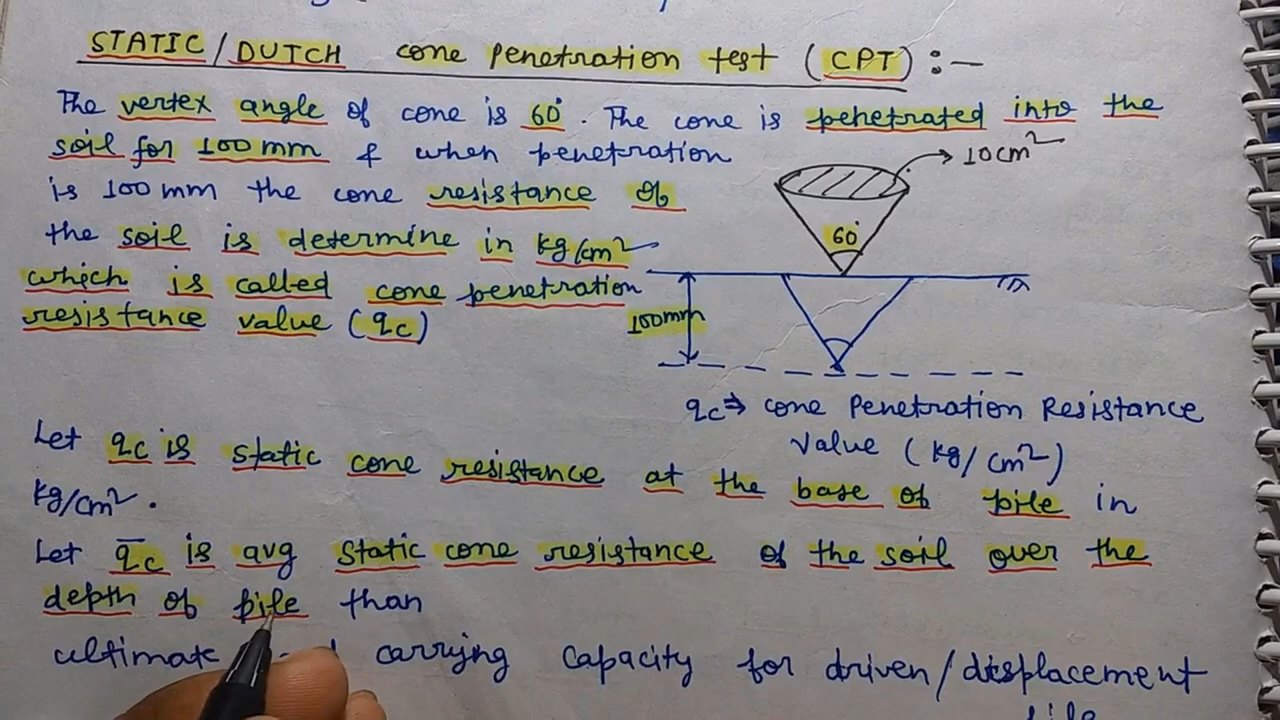 STATIC/DUTCH cone penetration test (CPT) :-
The vertex angle of cone is 60°. The cone is penetrated into the
soil for 100 mm & when penetration
is 100 mm the cone resistance of
the soil is determine in kg/cm²
which is called cone penetration
resistance value (qc)
10cm²
60°
100mm
qc ⇒ cone Penetration Resistance
Value (kg/cm²)
Let qc is static cone resistance at the base of pile in
kg/cm².
Let q̄c is avg static cone resistance of the soil over the
depth of pile than
ultimate carrying capacity for driven/displacement